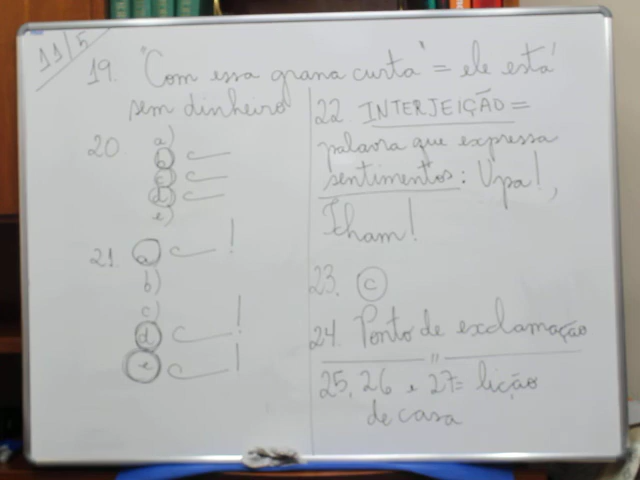 11/5
19. "Com essa grana curta" = ele está
sem dinheiro
20 a)
b)
c)
d)
e)
21. a !
b)
c)
d !
e !
22. INTERJEIÇÃO =
palavra que expressa
sentimentos: Upa!,
Tcham!
23. c
24. Ponto de exclamação
"
25, 26 e 27 = lição
de casa